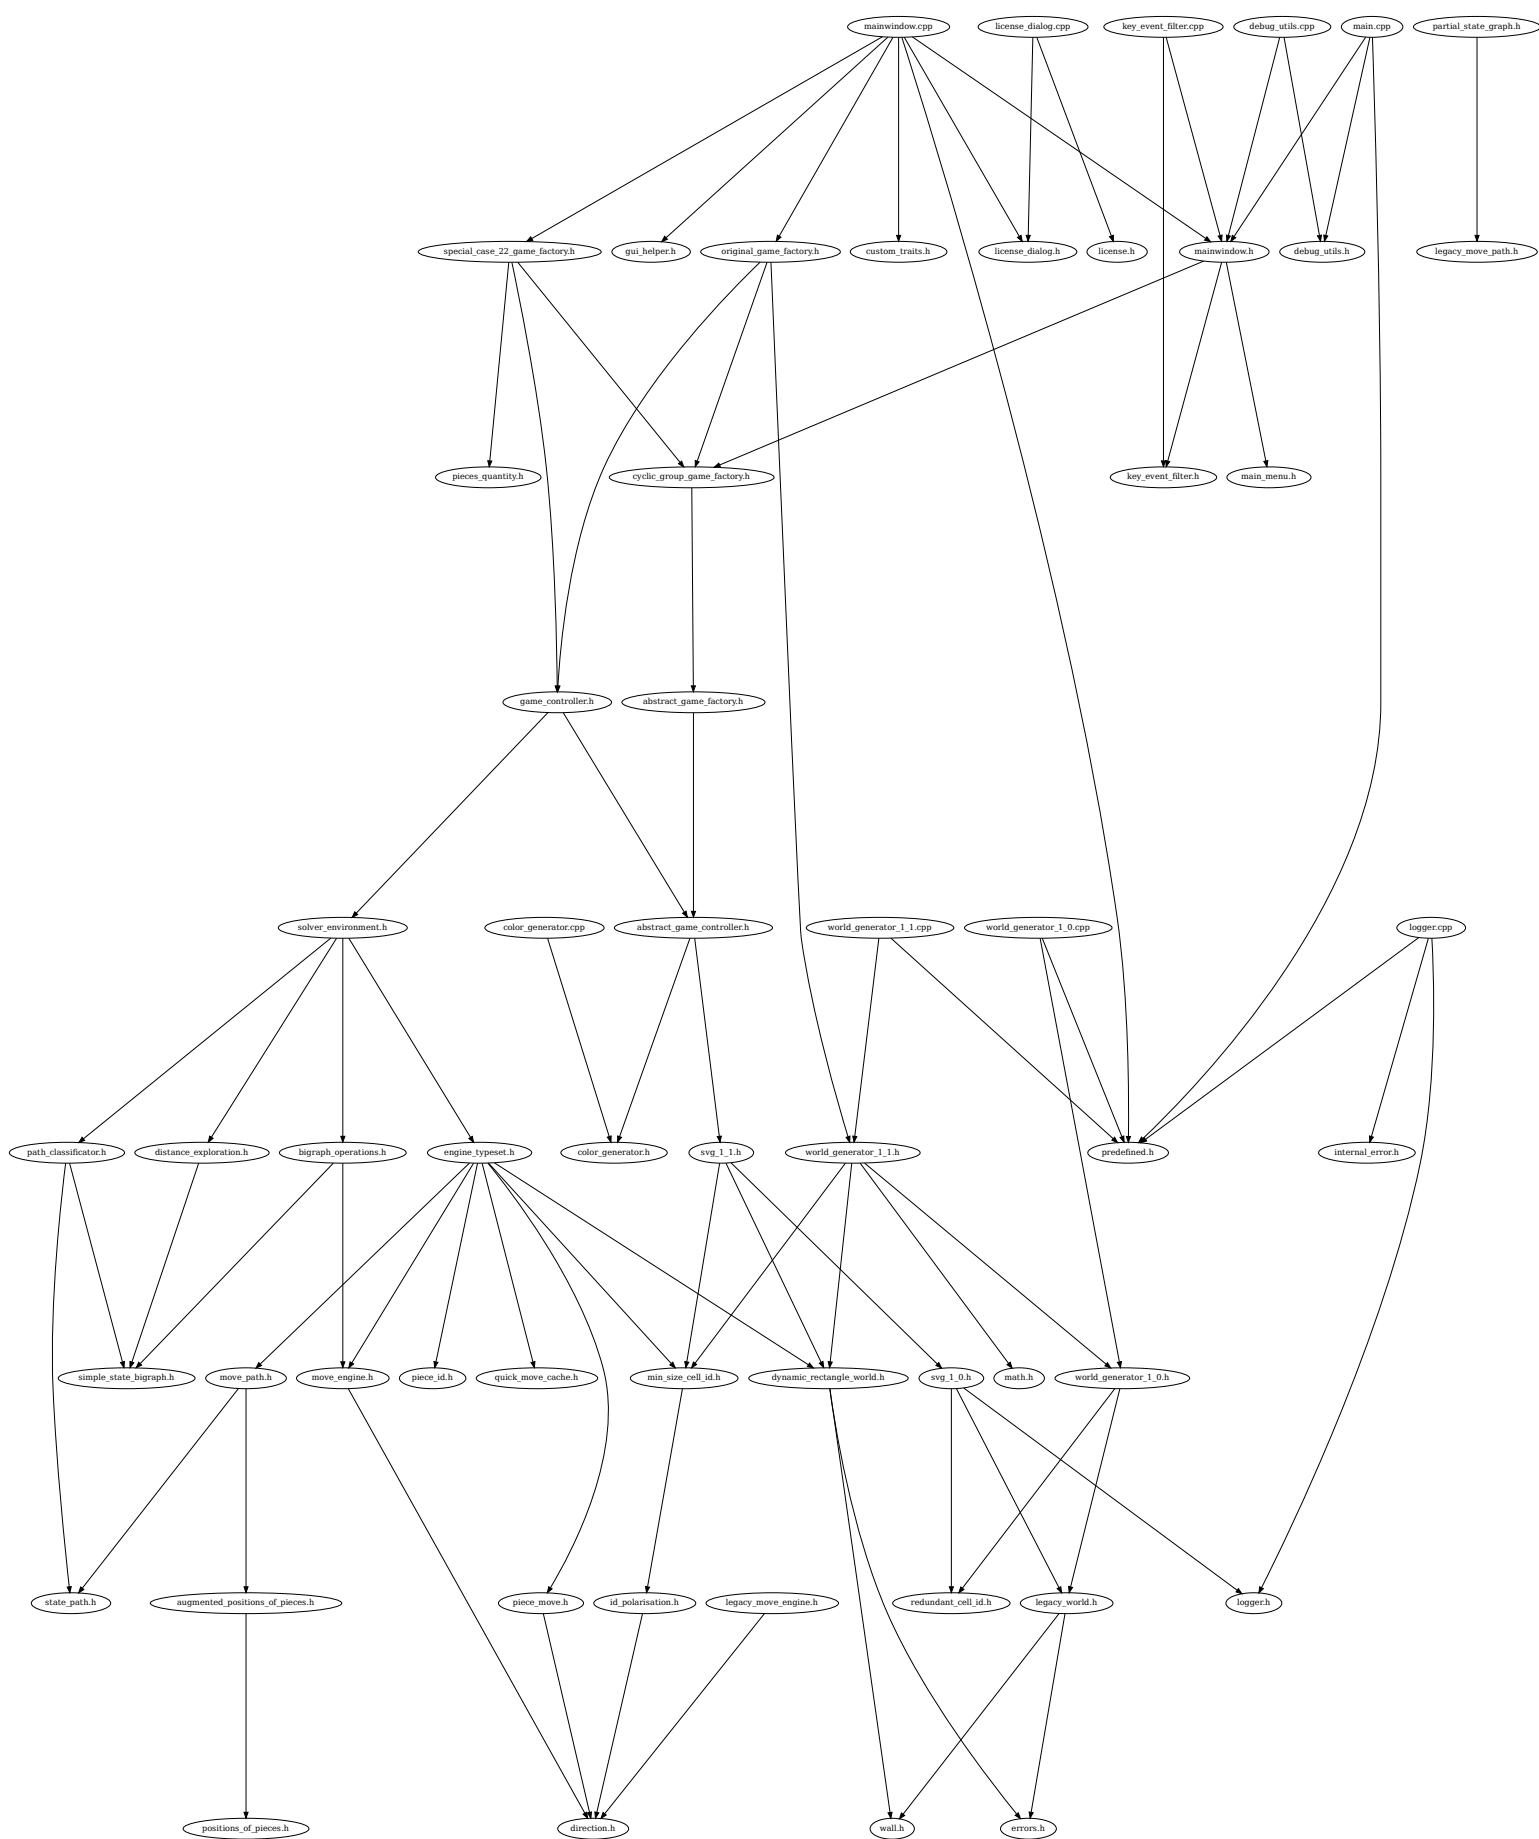 mainwindow.cpp
license_dialog.cpp
key_event_filter.cpp
debug_utils.cpp
main.cpp
partial_state_graph.h
special_case_22_game_factory.h
gui_helper.h
original_game_factory.h
custom_traits.h
license_dialog.h
license.h
mainwindow.h
debug_utils.h
legacy_move_path.h
pieces_quantity.h
cyclic_group_game_factory.h
key_event_filter.h
main_menu.h
game_controller.h
abstract_game_factory.h
solver_environment.h
color_generator.cpp
abstract_game_controller.h
world_generator_1_1.cpp
world_generator_1_0.cpp
logger.cpp
path_classificator.h
distance_exploration.h
bigraph_operations.h
engine_typeset.h
color_generator.h
svg_1_1.h
world_generator_1_1.h
predefined.h
internal_error.h
simple_state_bigraph.h
move_path.h
move_engine.h
piece_id.h
quick_move_cache.h
min_size_cell_id.h
dynamic_rectangle_world.h
svg_1_0.h
math.h
world_generator_1_0.h
state_path.h
augmented_positions_of_pieces.h
piece_move.h
id_polarisation.h
legacy_move_engine.h
redundant_cell_id.h
legacy_world.h
logger.h
positions_of_pieces.h
direction.h
wall.h
errors.h